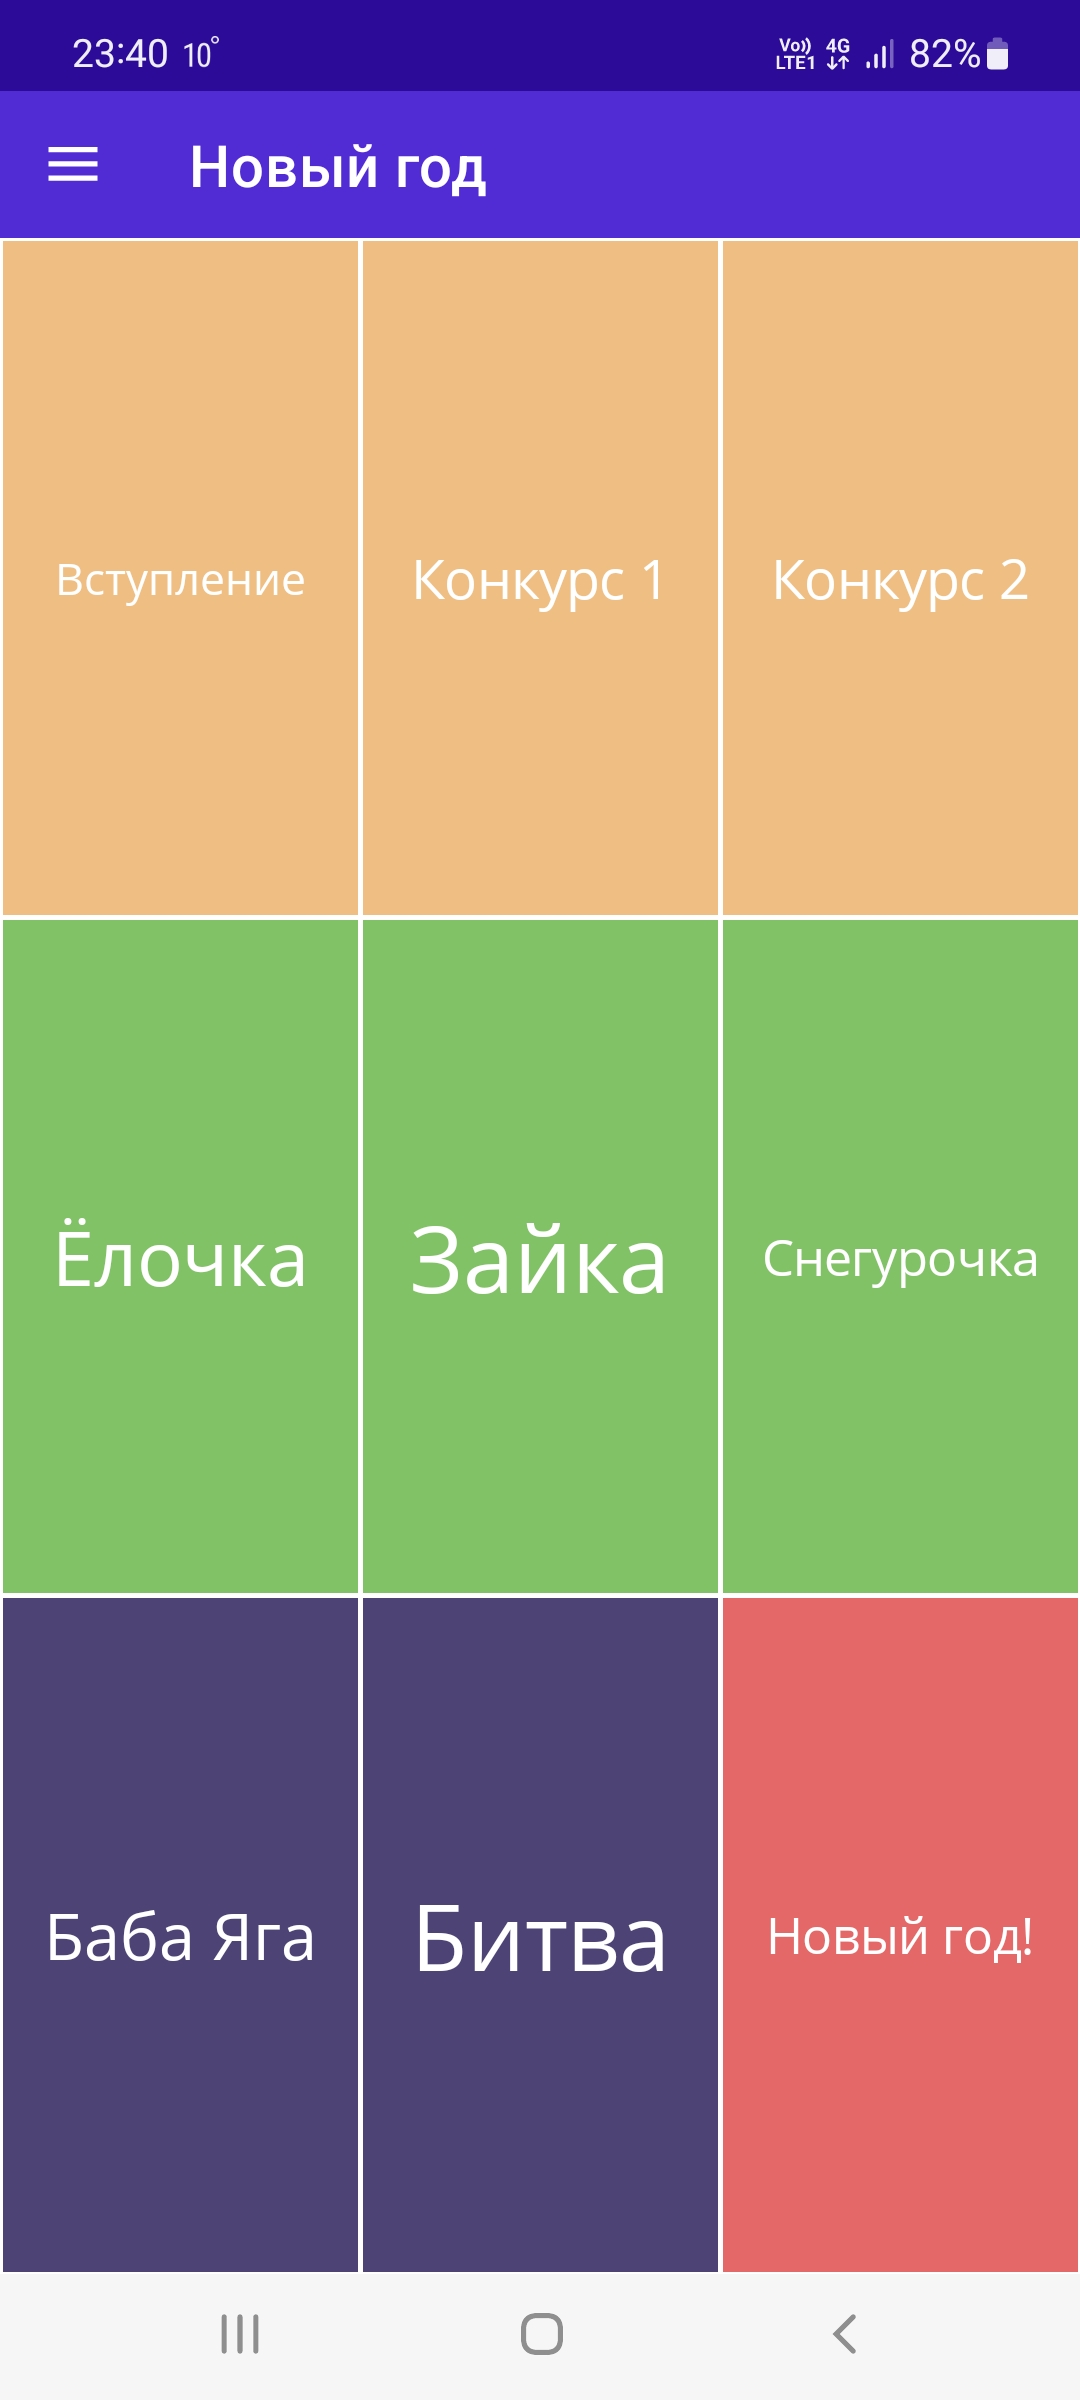 23:40 10° Vo)) LTE1 4G 82%
Новый год
Вступление
Конкурс 1
Конкурс 2
Ёлочка
Зайка
Снегурочка
Баба Яга
Битва
Новый год!